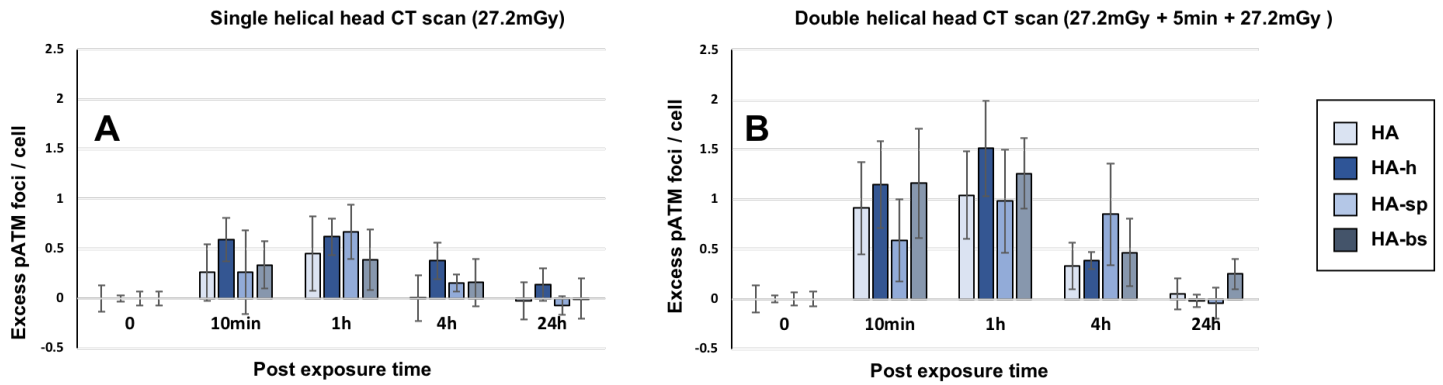 Single helical head CT scan (27.2mGy)
A
Excess pATM foci / cell
2.5
2
1.5
1
0.5
0
-0.5
0 10min 1h 4h 24h
Post exposure time
Double helical head CT scan (27.2mGy + 5min + 27.2mGy )
B
Excess pATM foci / cell
2.5
2
1.5
1
0.5
0
-0.5
0 10min 1h 4h 24h
Post exposure time
HA
HA-h
HA-sp
HA-bs